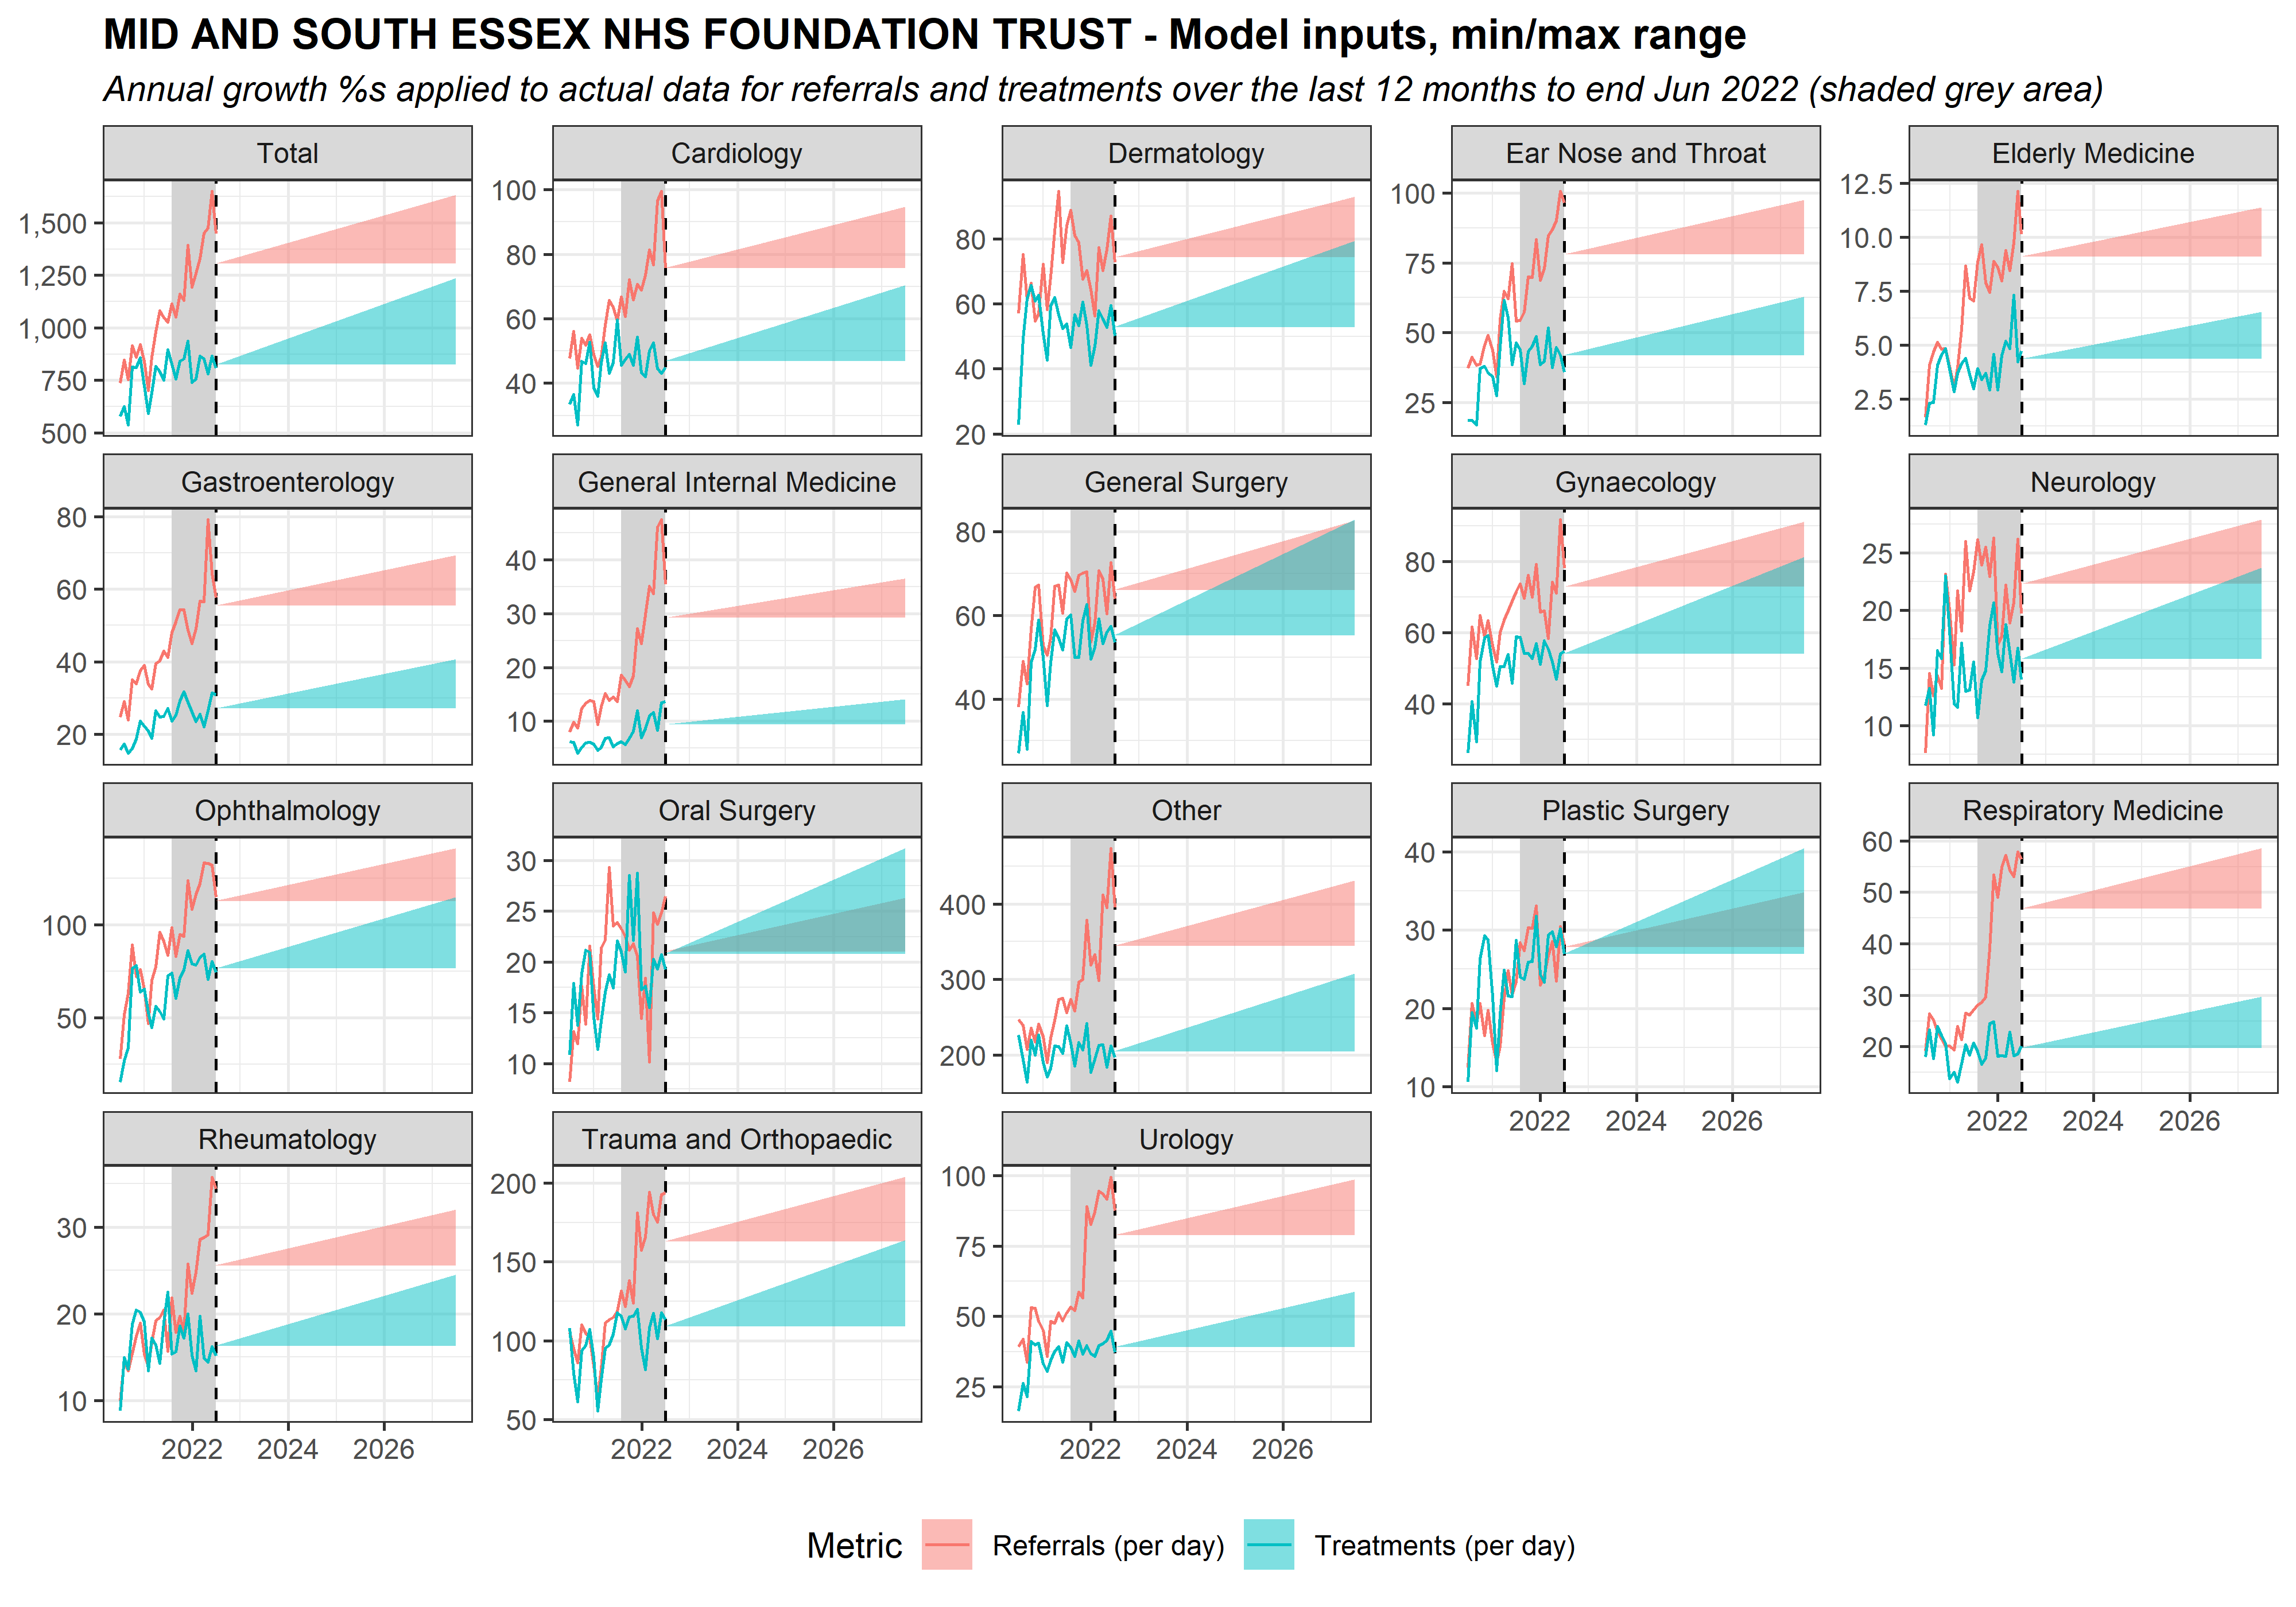 MID AND SOUTH ESSEX NHS FOUNDATION TRUST - Model inputs, min/max range
Annual growth %s applied to actual data for referrals and treatments over the last 12 months to end Jun 2022 (shaded grey area)
Total
1,500
1,250
1,000
750
500
Cardiology
100
80
60
40
Dermatology
80
60
40
20
Ear Nose and Throat
100
75
50
25
Elderly Medicine
12.5
10.0
7.5
5.0
2.5
Gastroenterology
80
60
40
20
General Internal Medicine
40
30
20
10
General Surgery
80
60
40
Gynaecology
80
60
40
Neurology
25
20
15
10
Ophthalmology
100
50
Oral Surgery
30
25
20
15
10
Other
400
300
200
Plastic Surgery
40
30
20
10
2022 2024 2026
Respiratory Medicine
60
50
40
30
20
2022 2024 2026
Rheumatology
30
20
10
2022 2024 2026
Trauma and Orthopaedic
200
150
100
50
2022 2024 2026
Urology
100
75
50
25
2022 2024 2026
Metric Referrals (per day) Treatments (per day)